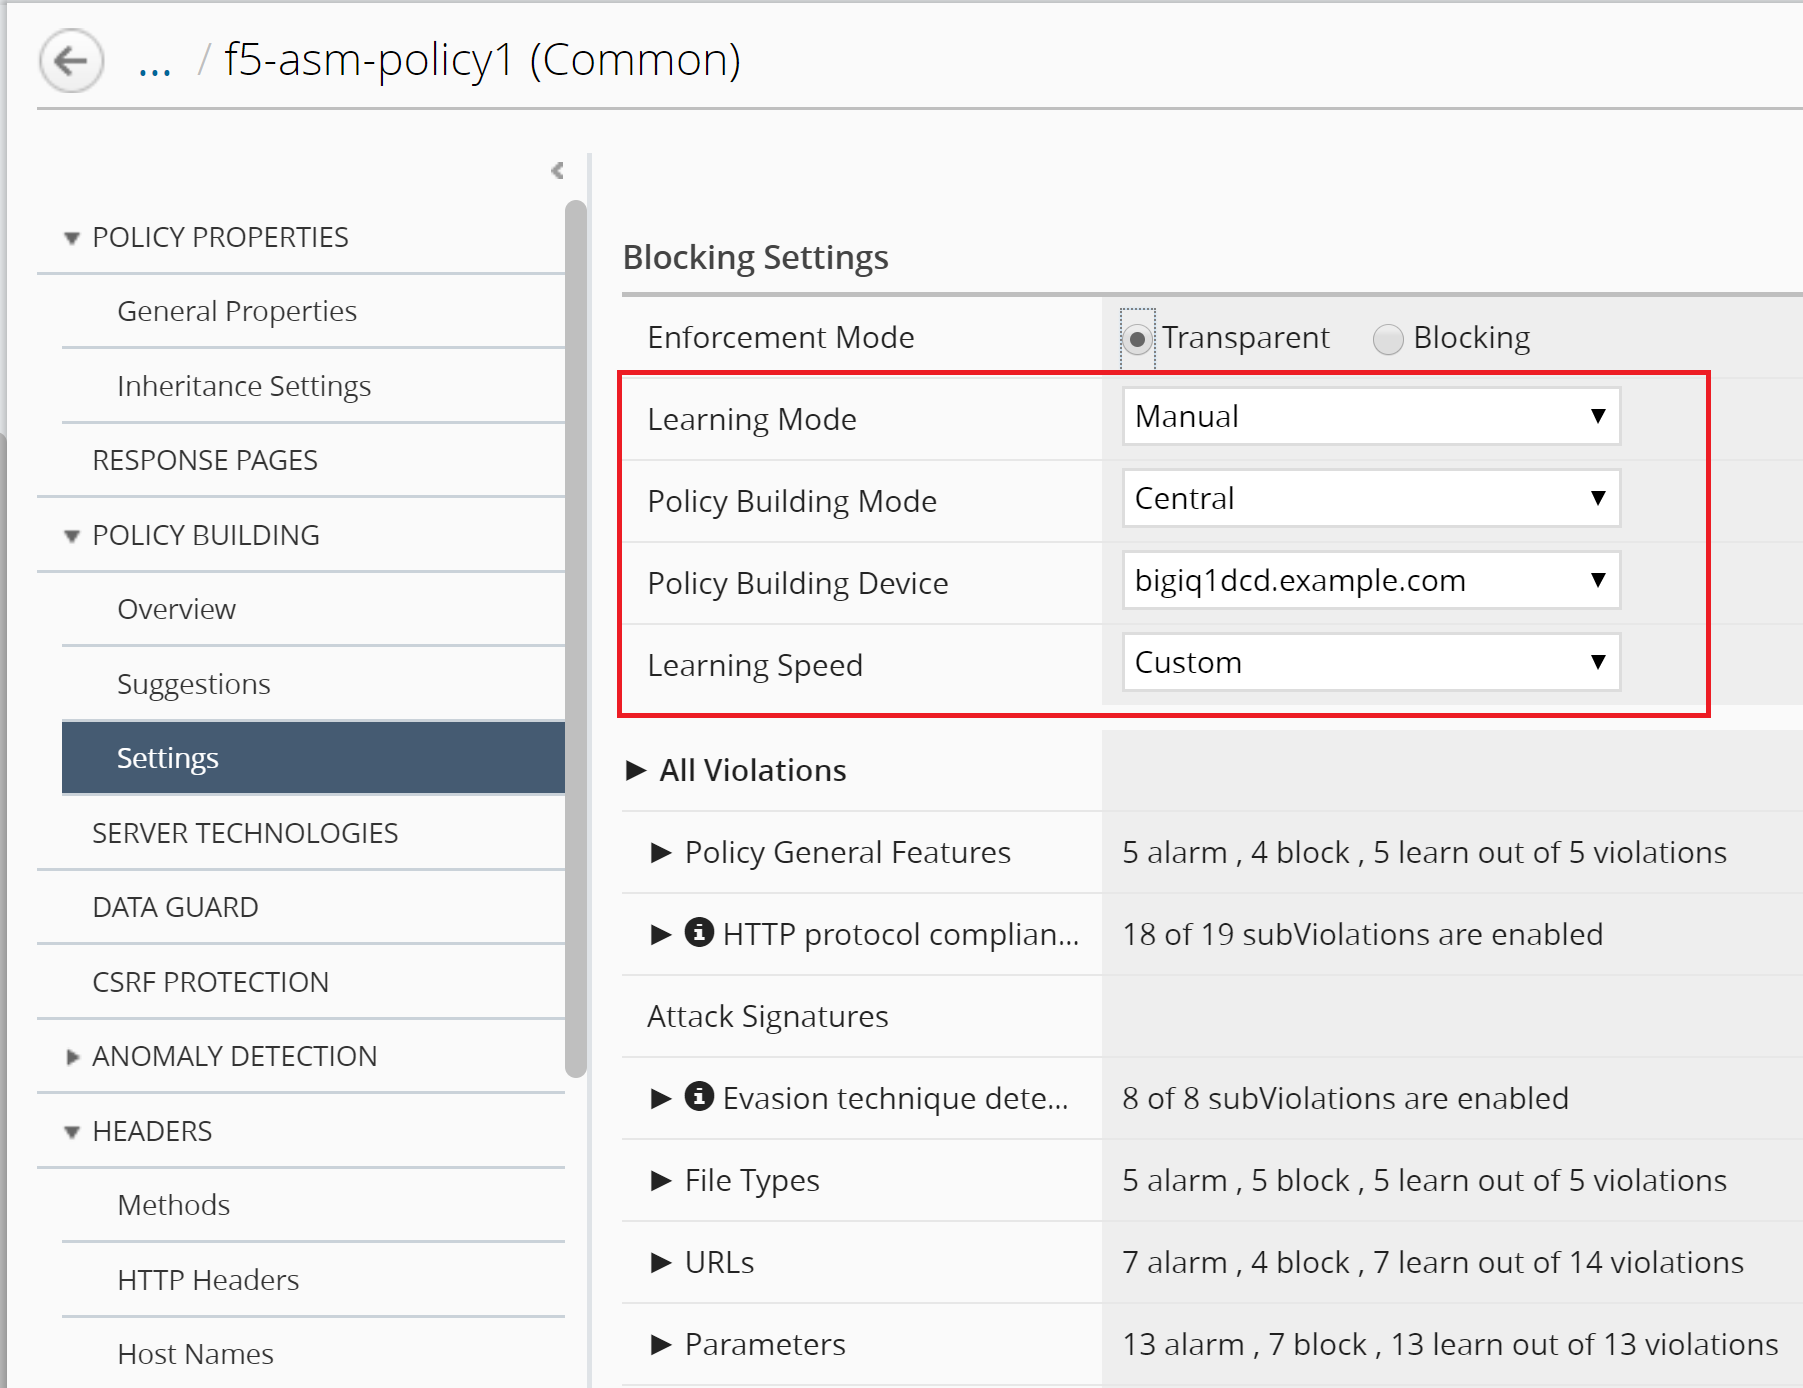 ... / f5-asm-policy1 (Common)
POLICY PROPERTIES
General Properties
Inheritance Settings
RESPONSE PAGES
POLICY BUILDING
Overview
Suggestions
Settings
SERVER TECHNOLOGIES
DATA GUARD
CSRF PROTECTION
ANOMALY DETECTION
HEADERS
Methods
HTTP Headers
Host Names
Blocking Settings
Enforcement Mode Transparent Blocking
Learning Mode Manual
Policy Building Mode Central
Policy Building Device bigiq1dcd.example.com
Learning Speed Custom
All Violations
Policy General Features 5 alarm , 4 block , 5 learn out of 5 violations
HTTP protocol complian... 18 of 19 subViolations are enabled
Attack Signatures
Evasion technique dete... 8 of 8 subViolations are enabled
File Types 5 alarm , 5 block , 5 learn out of 5 violations
URLs 7 alarm , 4 block , 7 learn out of 14 violations
Parameters 13 alarm , 7 block , 13 learn out of 13 violations